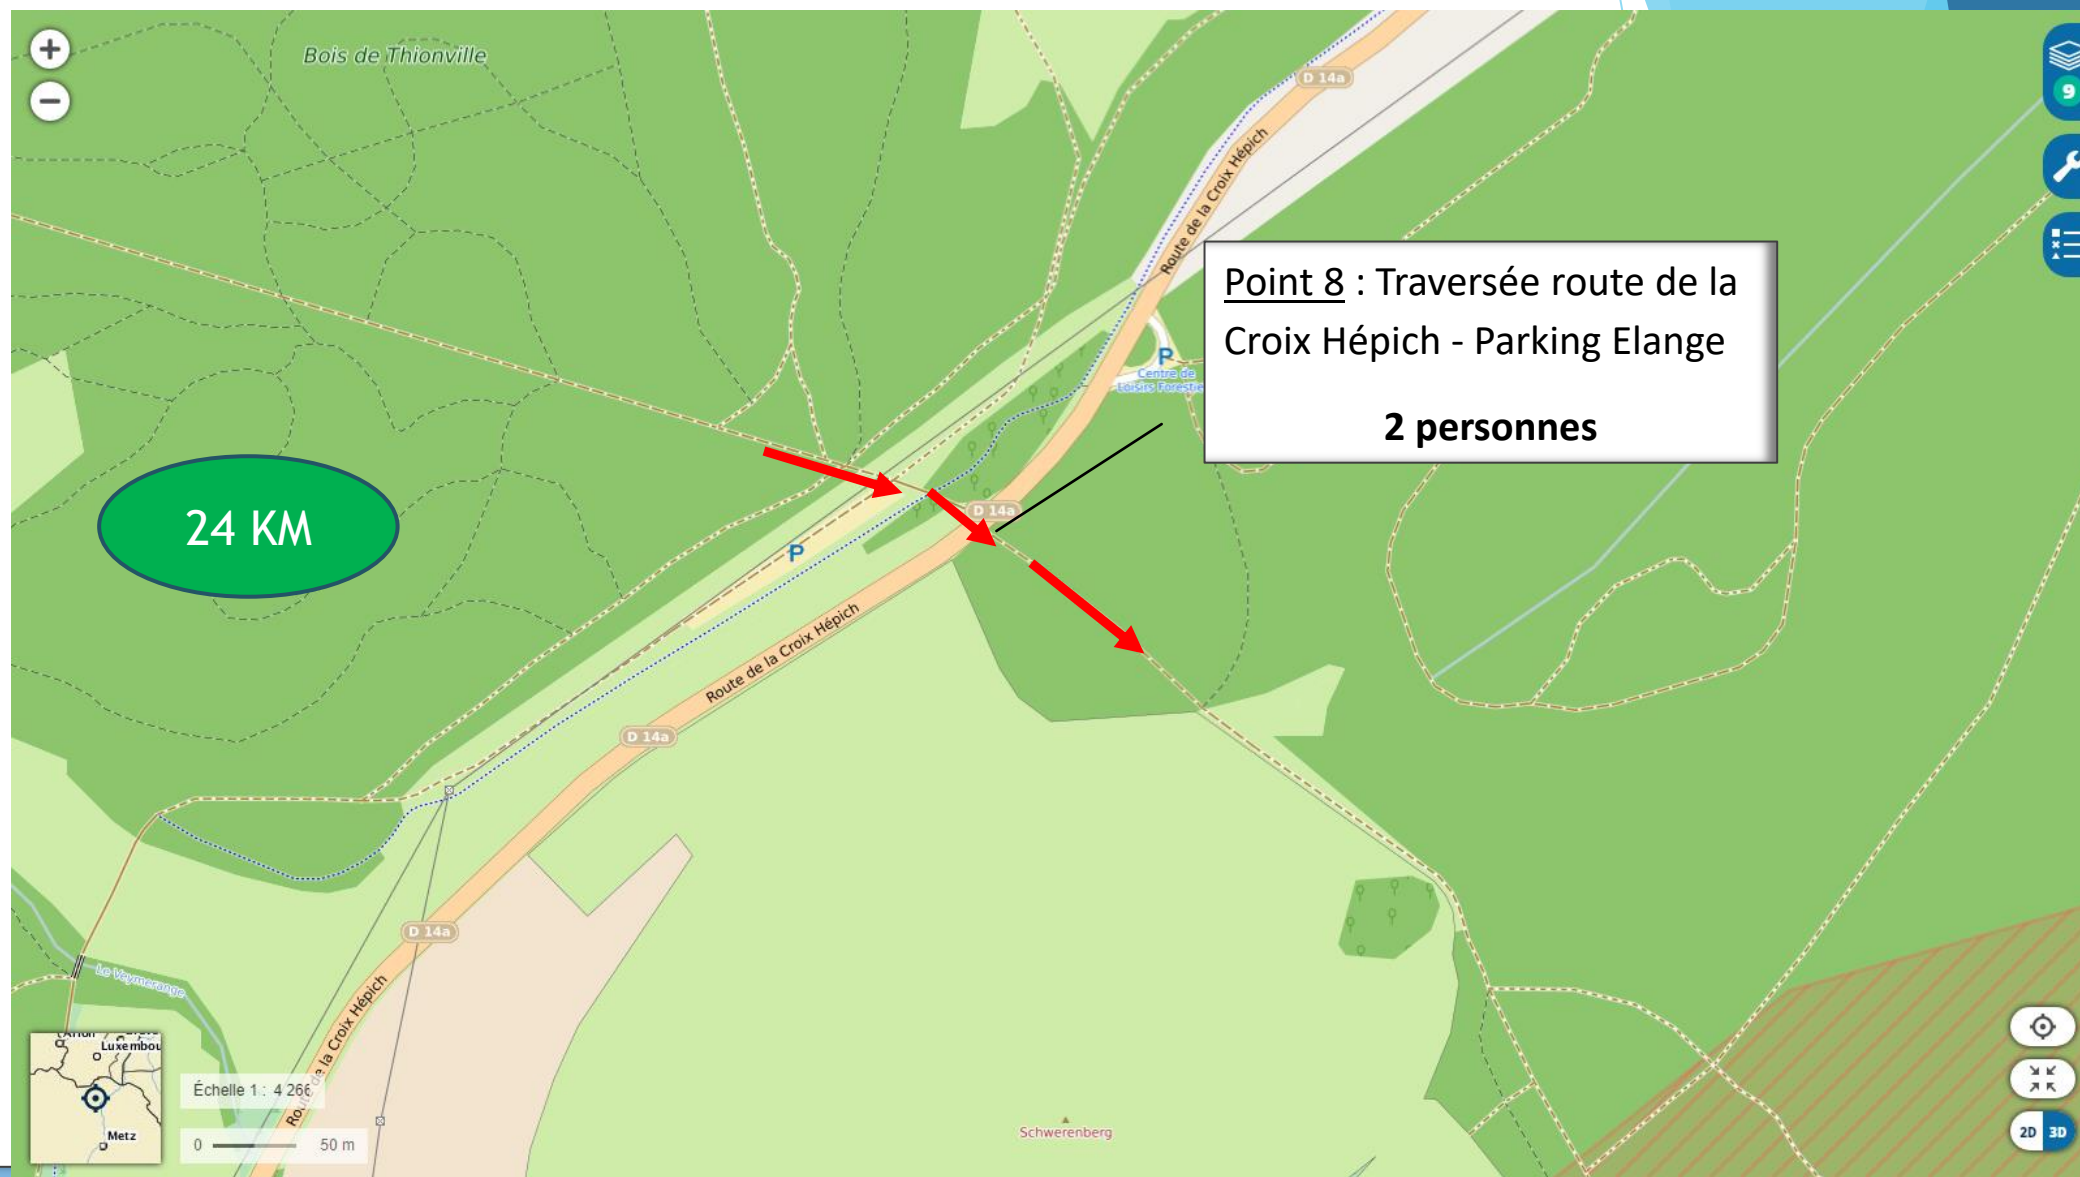 Bois de Thionville
D 14a
9
Route de la Croix Hépich
Point 8 : Traversée route de la
Croix Hépich - Parking Elange
2 personnes
P
Centre de
Loisirs Forestie
24 KM
D 14a
P
Route de la Croix Hépich
D 14a
D 14a
Le Veymerange
Route de la Croix Hépich
Arlon
Luxembou
Metz
Échelle 1 : 4 266
0 50 m
Schwerenberg
2D 3D